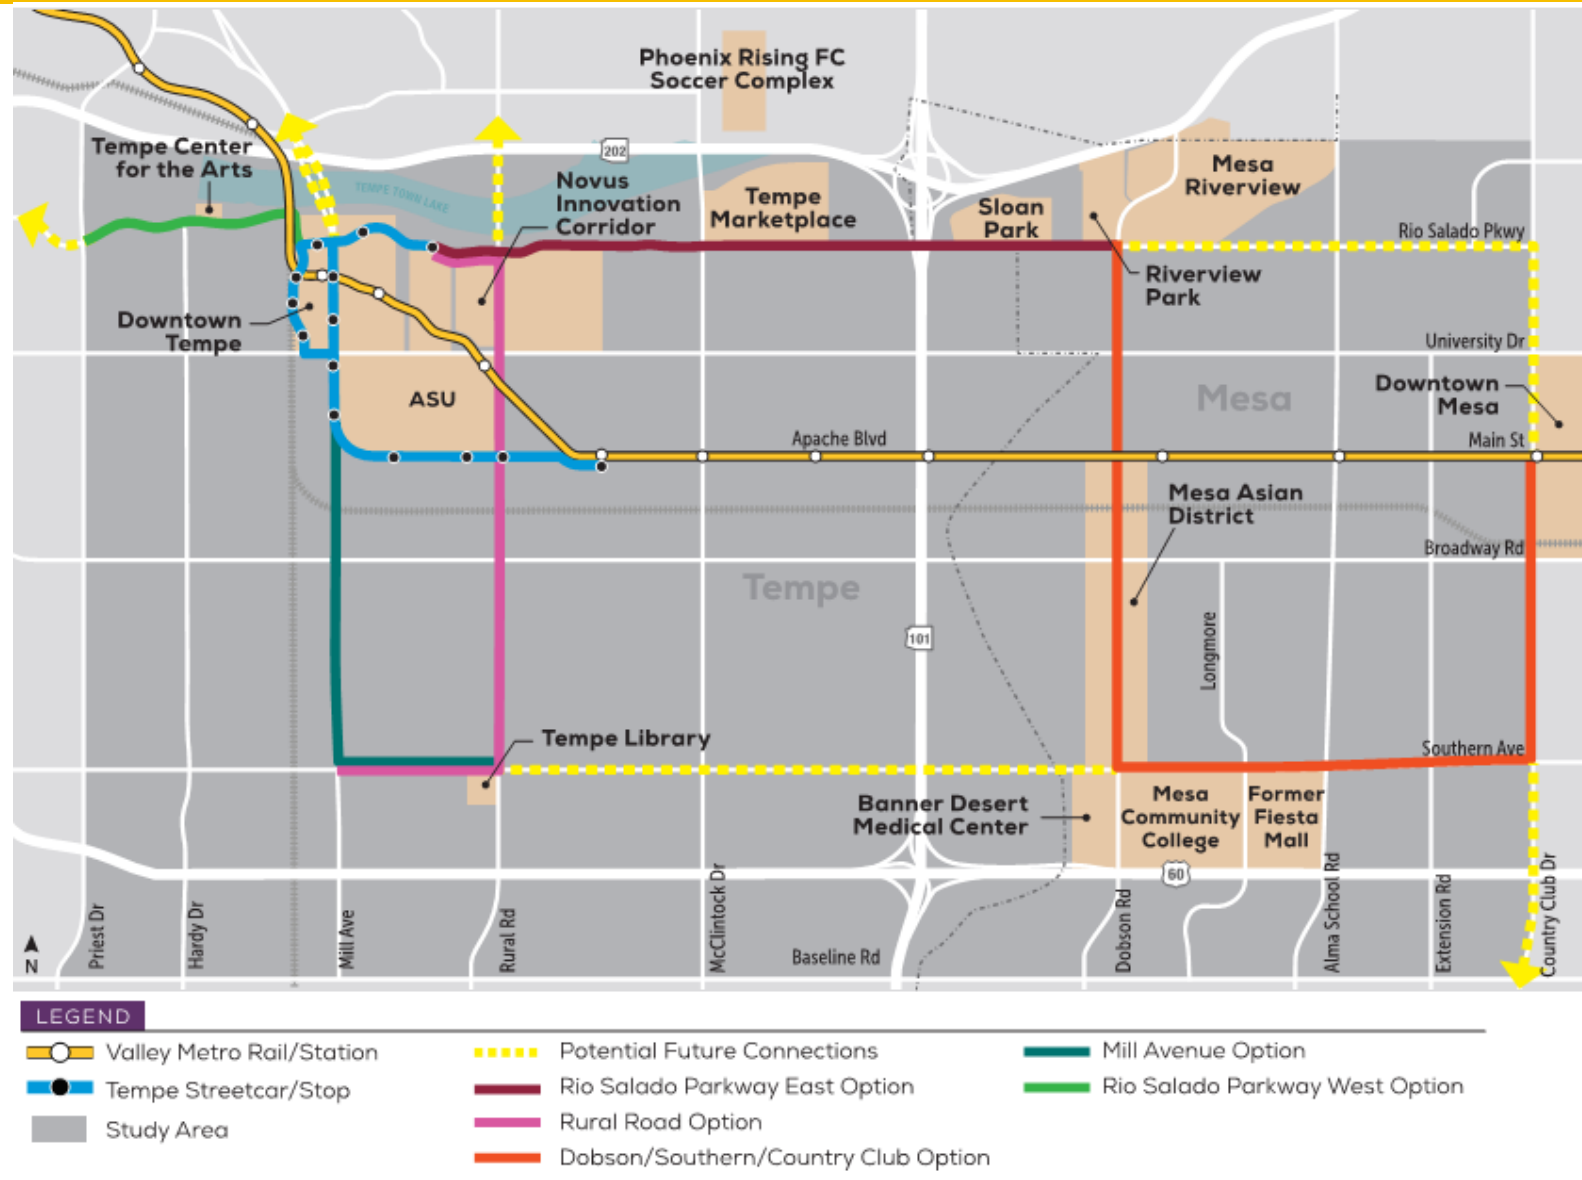 Phoenix Rising FC
Soccer Complex
Tempe Center
for the Arts
202
TEMPE TOWN LAKE
Novus
Innovation
Corridor
Tempe
Marketplace
Sloan
Park
Mesa
Riverview
Rio Salado Pkwy
Riverview
Park
Downtown
Tempe
University Dr
ASU
Mesa
Downtown
Mesa
Apache Blvd
Main St
Mesa Asian
District
Broadway Rd
Tempe
101
Longmore
Tempe Library
Southern Ave
Banner Desert
Medical Center
Mesa
Community
College
Former
Fiesta
Mall
60
N
Priest Dr
Hardy Dr
Mill Ave
Rural Rd
McClintock Dr
Baseline Rd
Dobson Rd
Alma School Rd
Extension Rd
Country Club Dr
LEGEND
Valley Metro Rail/Station
Tempe Streetcar/Stop
Study Area
Potential Future Connections
Rio Salado Parkway East Option
Rural Road Option
Dobson/Southern/Country Club Option
Mill Avenue Option
Rio Salado Parkway West Option